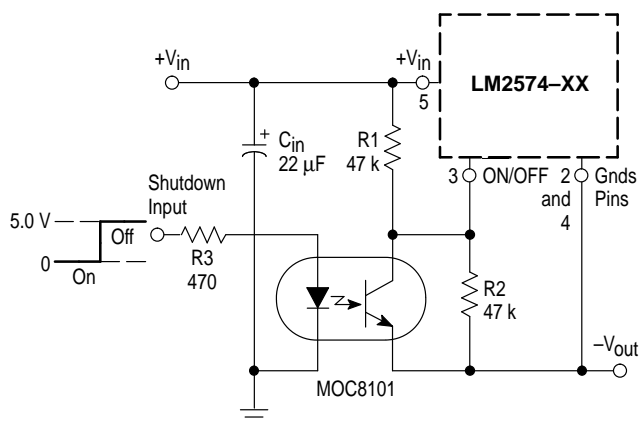 +Vin
+Vin
5
LM2574–XX
Cin
22 µF
+
R1
47 k
3
ON/OFF
2
and
4
Gnds
Pins
Shutdown
Input
5.0 V
0
Off
On
R3
470
R2
47 k
–Vout
MOC8101